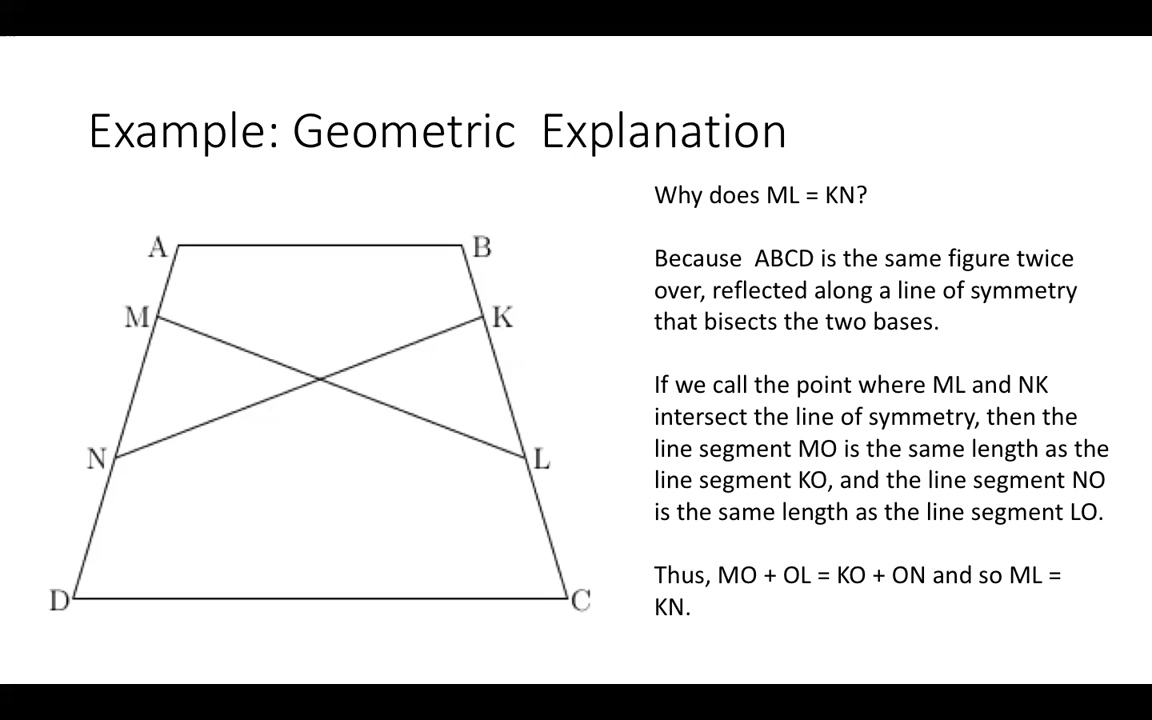 Example: Geometric Explanation
Why does ML = KN?
Because ABCD is the same figure twice
over, reflected along a line of symmetry
that bisects the two bases.
If we call the point where ML and NK
intersect the line of symmetry, then the
line segment MO is the same length as the
line segment KO, and the line segment NO
is the same length as the line segment LO.
Thus, MO + OL = KO + ON and so ML =
KN.
A
B
M
K
N
L
D
C